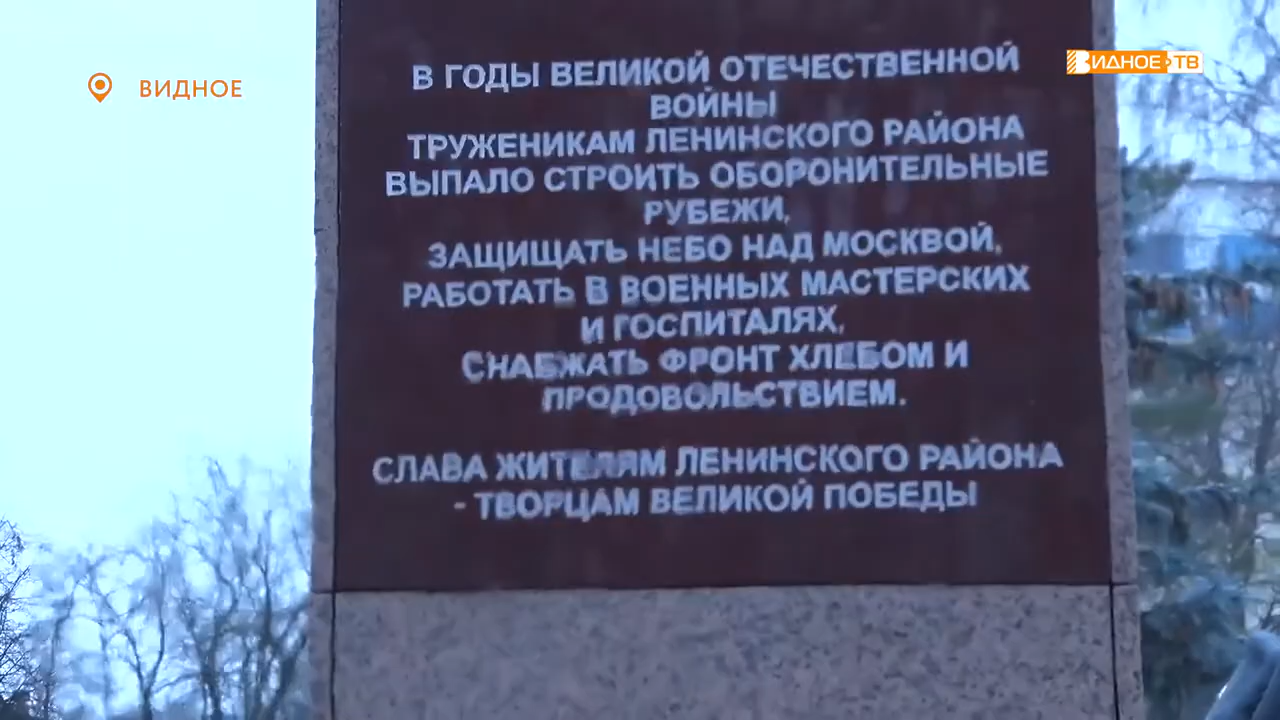 ВИДНОЕ
ВИДНОЕ ТВ
В ГОДЫ ВЕЛИКОЙ ОТЕЧЕСТВЕННОЙ
ВОЙНЫ
ТРУЖЕНИКАМ ЛЕНИНСКОГО РАЙОНА
ВЫПАЛО СТРОИТЬ ОБОРОНИТЕЛЬНЫЕ
РУБЕЖИ,
ЗАЩИЩАТЬ НЕБО НАД МОСКВОЙ,
РАБОТАТЬ В ВОЕННЫХ МАСТЕРСКИХ
И ГОСПИТАЛЯХ,
СНАБЖАТЬ ФРОНТ ХЛЕБОМ И
ПРОДОВОЛЬСТВИЕМ.
СЛАВА ЖИТЕЛЯМ ЛЕНИНСКОГО РАЙОНА
- ТВОРЦАМ ВЕЛИКОЙ ПОБЕДЫ